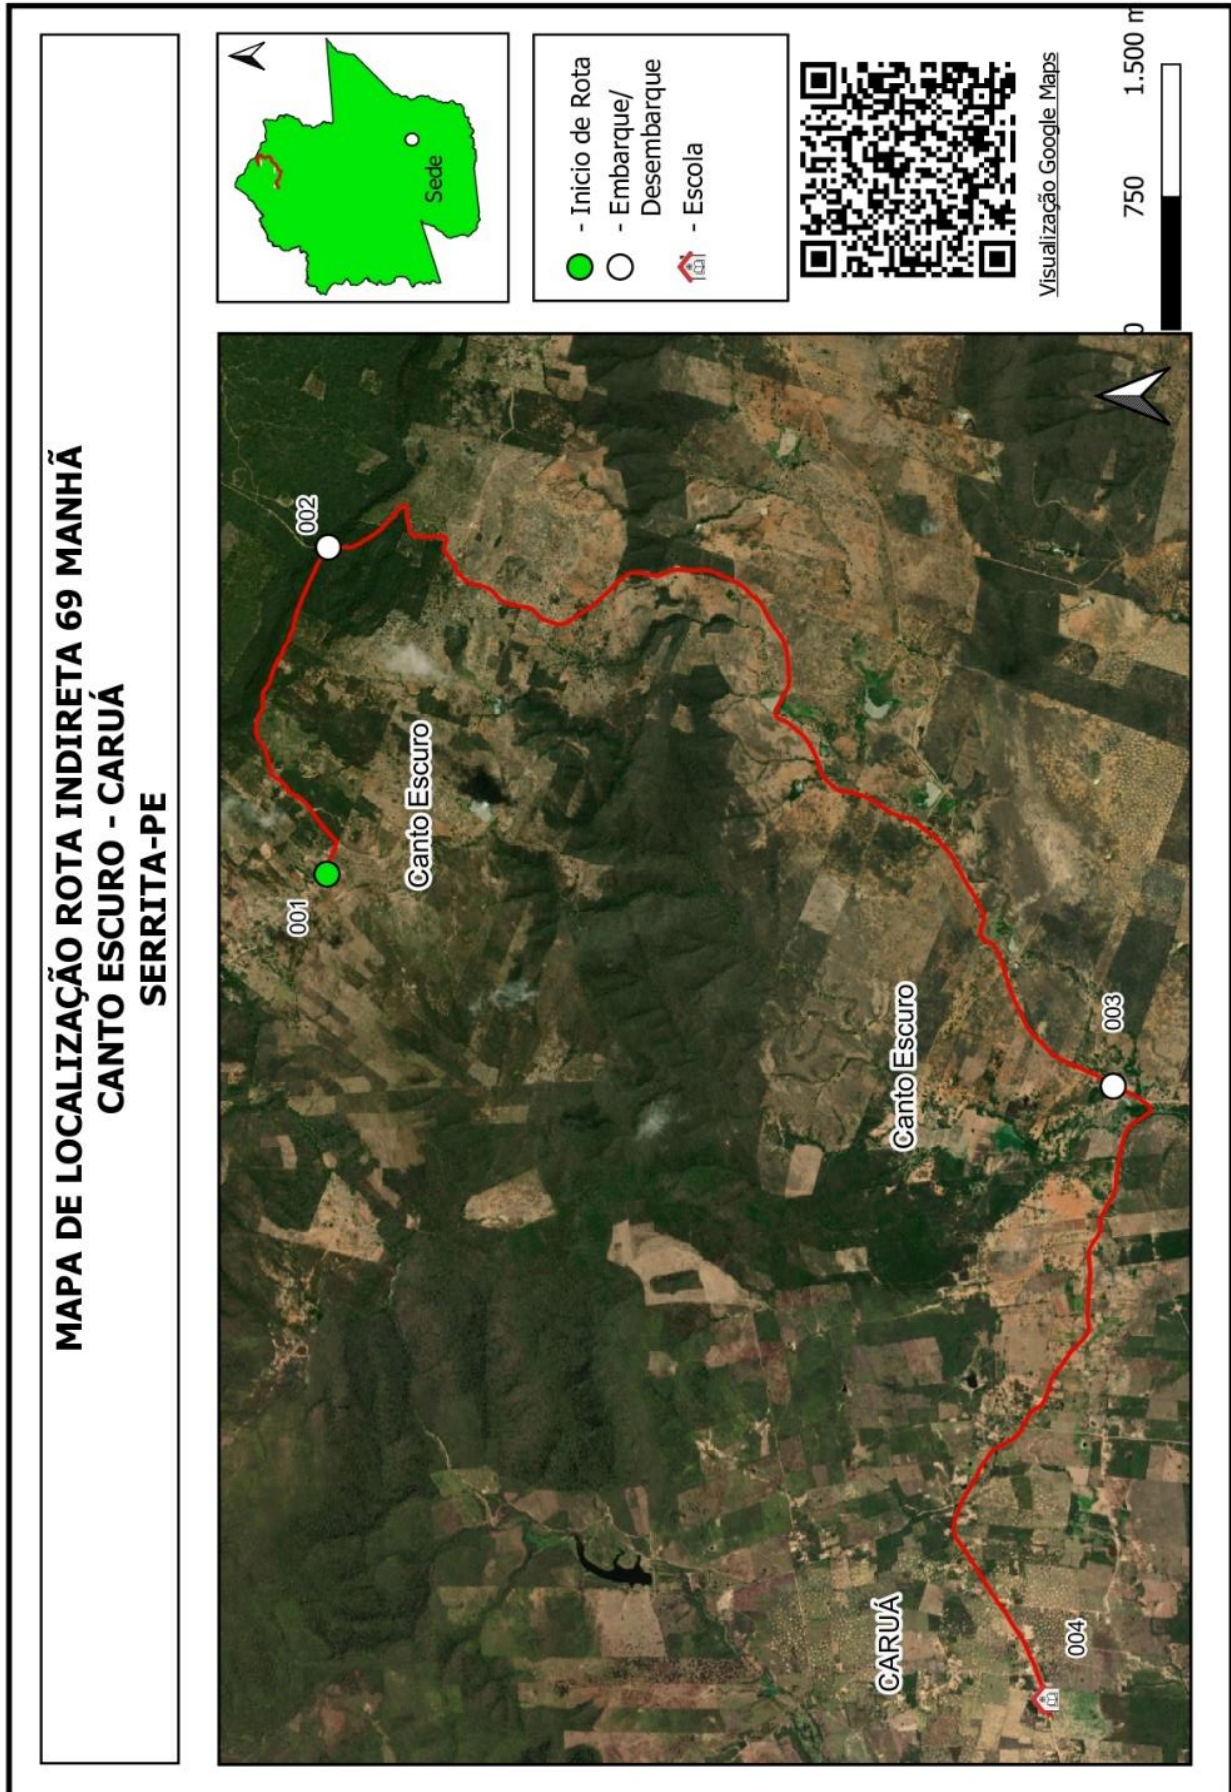 MAPA DE LOCALIZAÇÃO ROTA INDIRETA 69 MANHÃ
CANTO ESCURO - CARUÁ
SERRITA-PE
Sede
- Inicio de Rota
- Embarque/
Desembarque
- Escola
Visualização Google Maps
0 750 1.500 m
002
001
Canto Escuro
Canto Escuro
003
CARUÁ
004